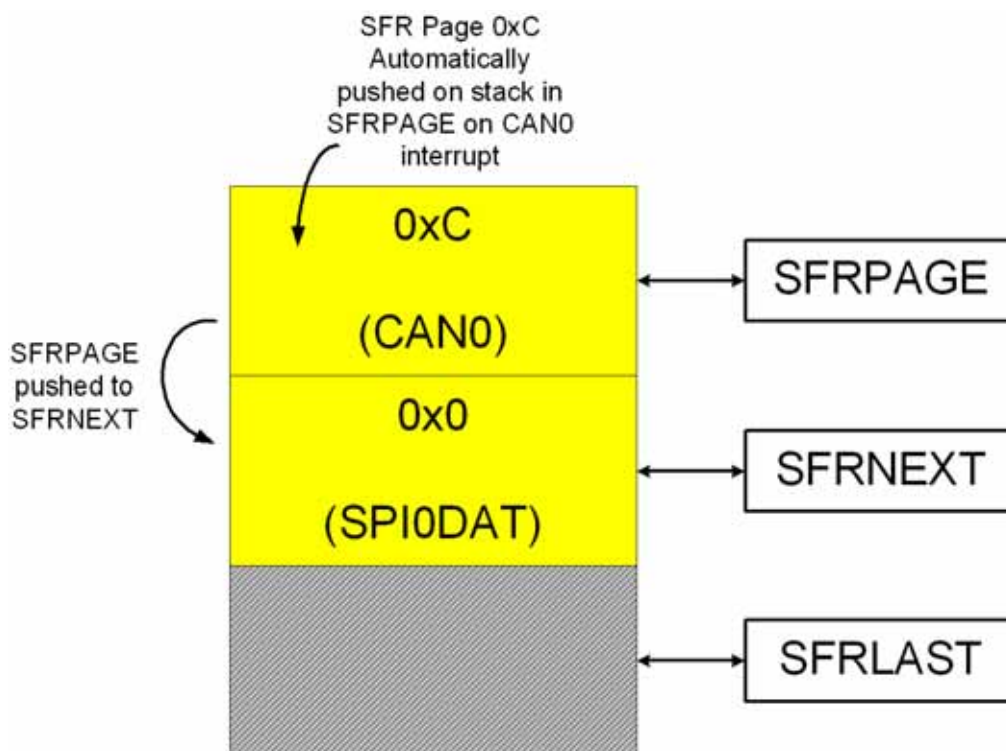 SFR Page 0xC
Automatically
pushed on stack in
SFRPAGE on CAN0
interrupt
0xC
(CAN0)
SFRPAGE
SFRPAGE
pushed to
SFRNEXT
0x0
(SPI0DAT)
SFRNEXT
SFRLAST